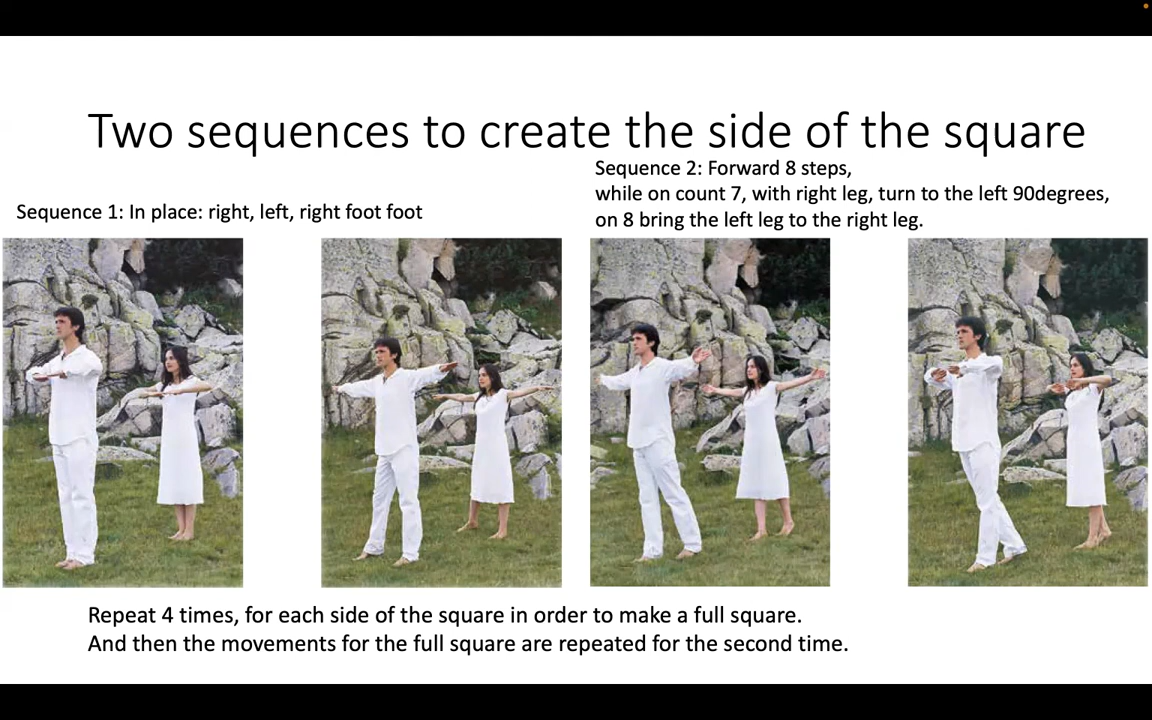 Two sequences to create the side of the square
Sequence 1: In place: right, left, right foot foot
Sequence 2: Forward 8 steps,
while on count 7, with right leg, turn to the left 90degrees,
on 8 bring the left leg to the right leg.
Repeat 4 times, for each side of the square in order to make a full square.
And then the movements for the full square are repeated for the second time.